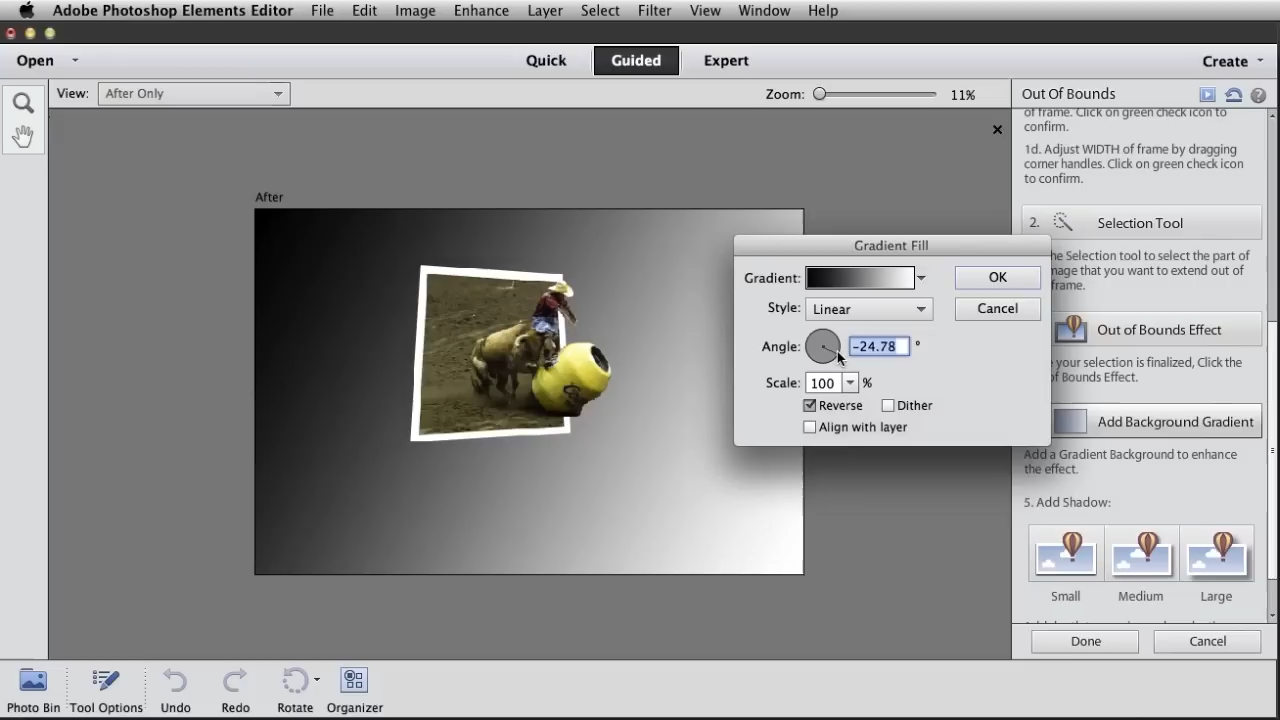 Adobe Photoshop Elements Editor File Edit Image Enhance Layer Select Filter View Window Help
Open Quick Guided Expert Create
View: After Only Zoom: 11% Out Of Bounds
of frame. Click on green check icon to
confirm.
1d. Adjust WIDTH of frame by dragging
corner handles. Click on green check icon
to confirm.
After
2. Selection Tool
Gradient Fill
the Selection tool to select the part of
image that you want to extend out of
frame.
Gradient: OK
Style: Linear Cancel
Out of Bounds Effect
Angle: -24.78 °
your selection is finalized, Click the
of Bounds Effect.
Scale: 100 %
Reverse Dither
Align with layer
Add Background Gradient
Add a Gradient Background to enhance
the effect.
5. Add Shadow:
Small Medium Large
Done Cancel
Photo Bin Tool Options Undo Redo Rotate Organizer